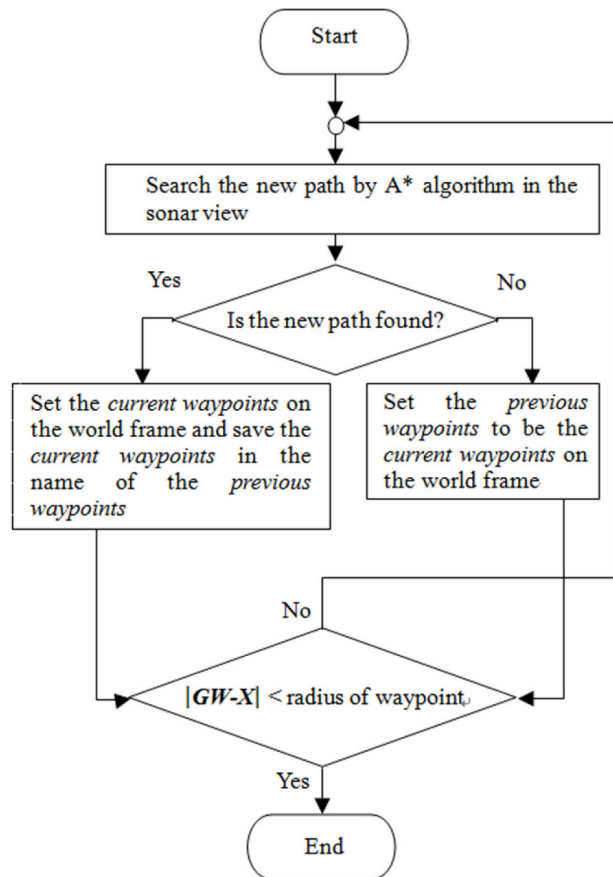 Start
Search the new path by A* algorithm in the
sonar view
Yes
No
Is the new path found?
Set the current waypoints on
the world frame and save the
current waypoints in the
name of the previous
waypoints
Set the previous
waypoints to be the
current waypoints on
the world frame
No
|GW-X| < radius of waypoint
Yes
End